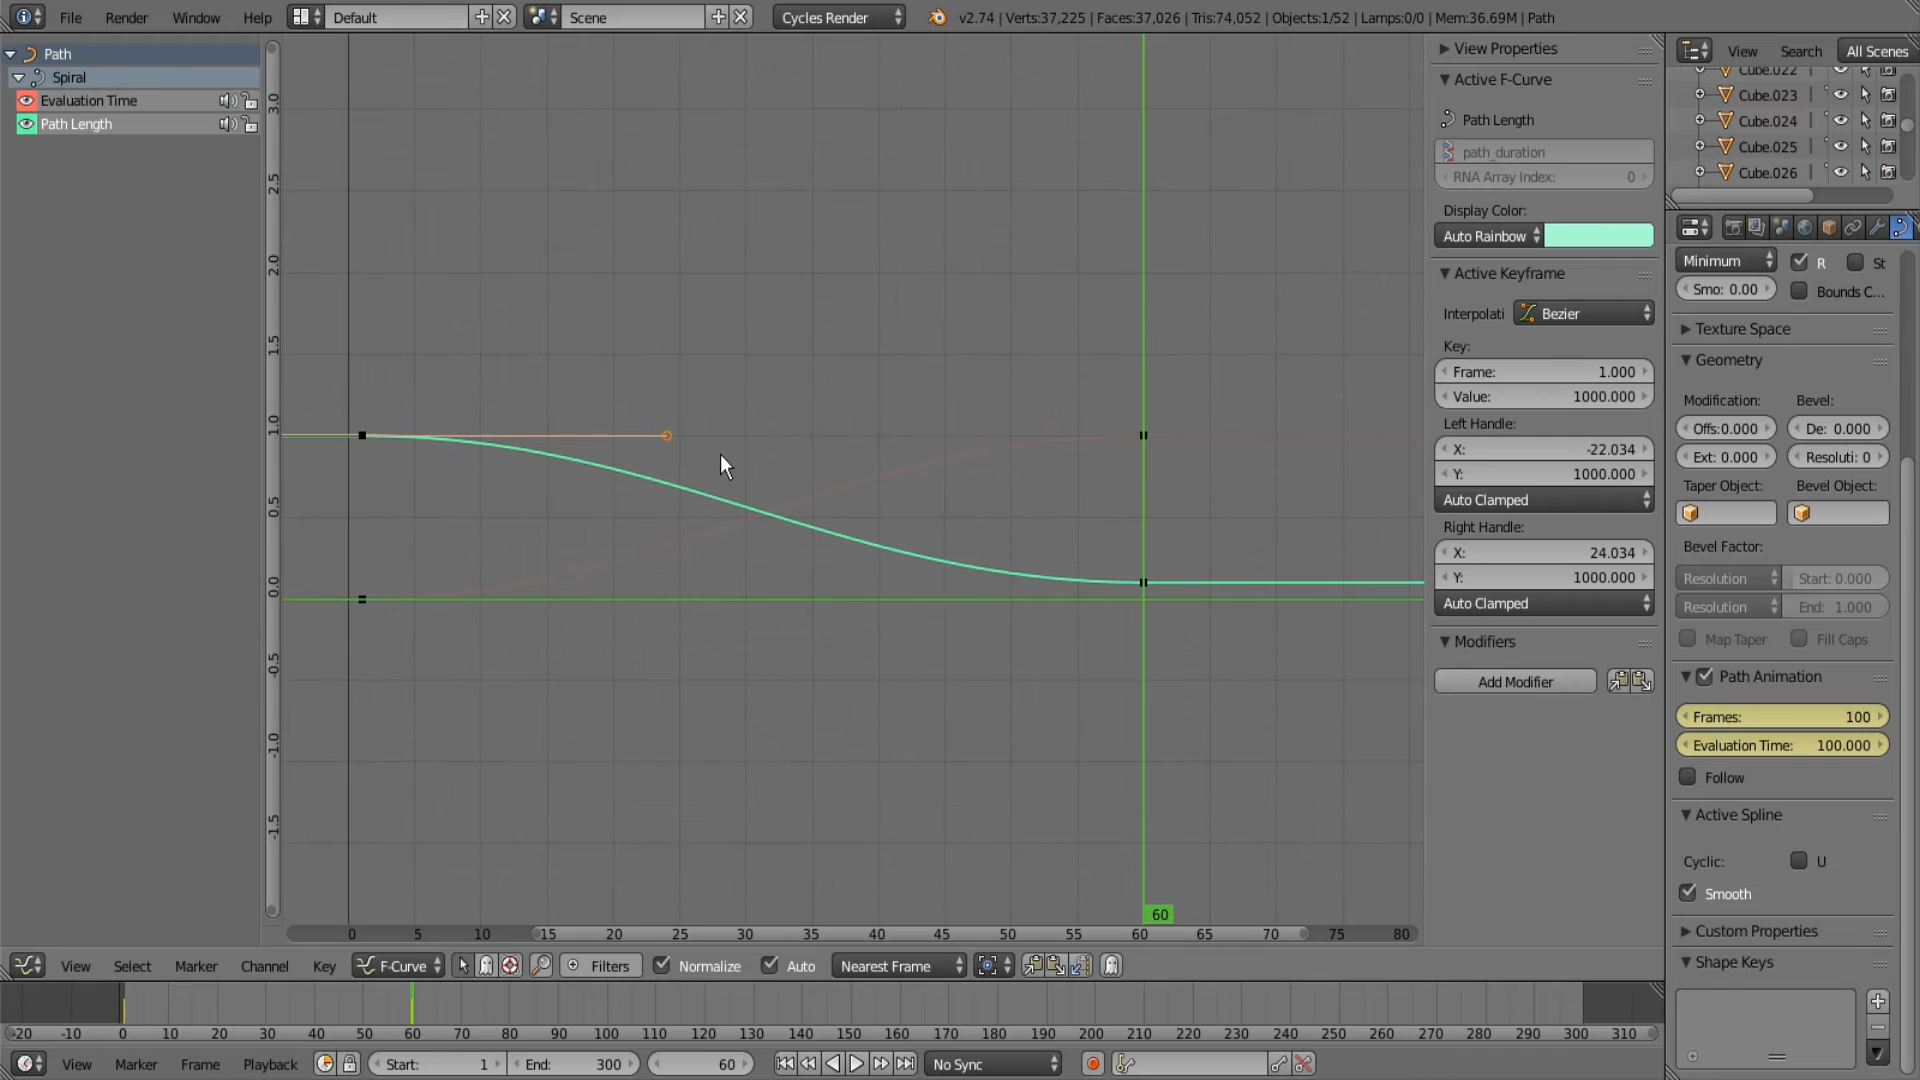 File Render Window Help Default Scene Cycles Render v2.74 | Verts:37,225 | Faces:37,026 | Tris:74,052 | Objects:1/52 | Lamps:0/0 | Mem:36.69M | Path
Path
Spiral
Evaluation Time
Path Length
3.0
2.5
2.0
1.5
1.0
0.5
0.0
-0.5
-1.0
-1.5
60
0 5 10 15 20 25 30 35 40 45 50 55 60 65 70 75 80
View Properties
Active F-Curve
Path Length
path_duration
RNA Array Index: 0
Display Color:
Auto Rainbow
Active Keyframe
Interpolati Bezier
Key:
Frame: 1.000
Value: 1000.000
Left Handle:
X: -22.034
Y: 1000.000
Auto Clamped
Right Handle:
X: 24.034
Y: 1000.000
Auto Clamped
Modifiers
Add Modifier
View Search All Scenes
Cube.022
Cube.023
Cube.024
Cube.025
Cube.026
Minimum R St
Smo: 0.00 Bounds C...
Texture Space
Geometry
Modification: Bevel:
Offs:0.000 De: 0.000
Ext: 0.000 Resoluti: 0
Taper Object: Bevel Object:
Bevel Factor:
Resolution Start: 0.000
Resolution End: 1.000
Map Taper Fill Caps
Path Animation
Frames: 100
Evaluation Time: 100.000
Follow
Active Spline
Cyclic: U
Smooth
Custom Properties
Shape Keys
View Select Marker Channel Key F-Curve Filters Normalize Auto Nearest Frame
-20 -10 0 10 20 30 40 50 60 70 80 90 100 110 120 130 140 150 160 170 180 190 200 210 220 230 240 250 260 270 280 290 300 310
View Marker Frame Playback Start: 1 End: 300 60 No Sync